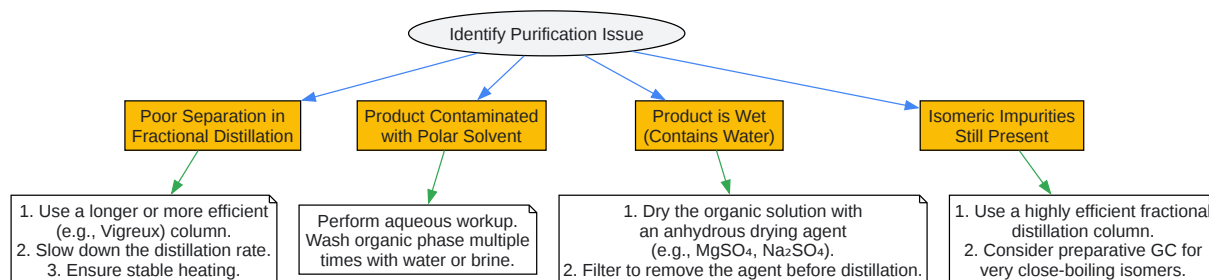 Identify Purification Issue
Poor Separation in
Fractional Distillation
Product Contaminated
with Polar Solvent
Product is Wet
(Contains Water)
Isomeric Impurities
Still Present
1. Use a longer or more efficient
(e.g., Vigreux) column.
2. Slow down the distillation rate.
3. Ensure stable heating.
Perform aqueous workup.
Wash organic phase multiple
times with water or brine.
1. Dry the organic solution with
an anhydrous drying agent
(e.g., MgSO₄, Na₂SO₄).
2. Filter to remove the agent before distillation.
1. Use a highly efficient fractional
distillation column.
2. Consider preparative GC for
very close-boiling isomers.